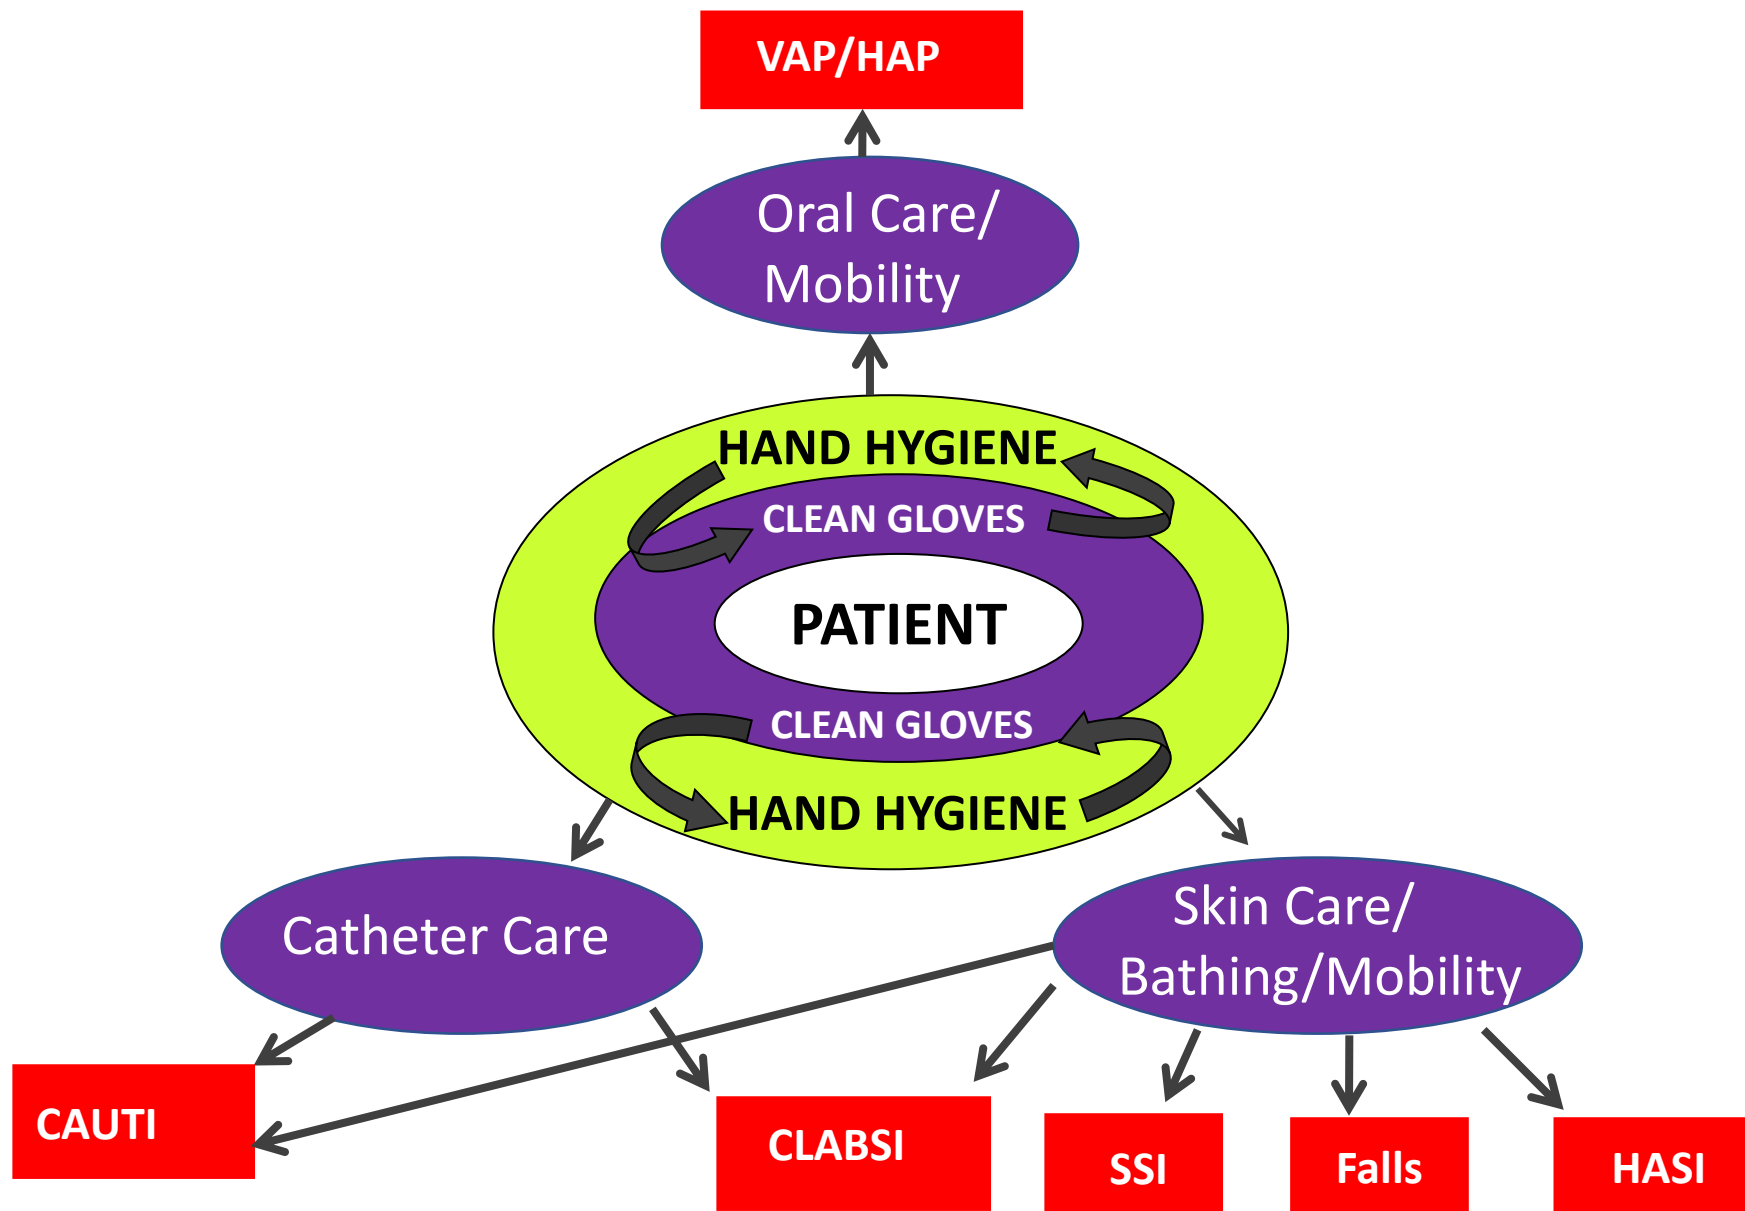 VAP/HAP
Oral Care/
Mobility
HAND HYGIENE
CLEAN GLOVES
PATIENT
CLEAN GLOVES
HAND HYGIENE
Catheter Care
Skin Care/
Bathing/Mobility
CAUTI
CLABSI
SSI
Falls
HASI